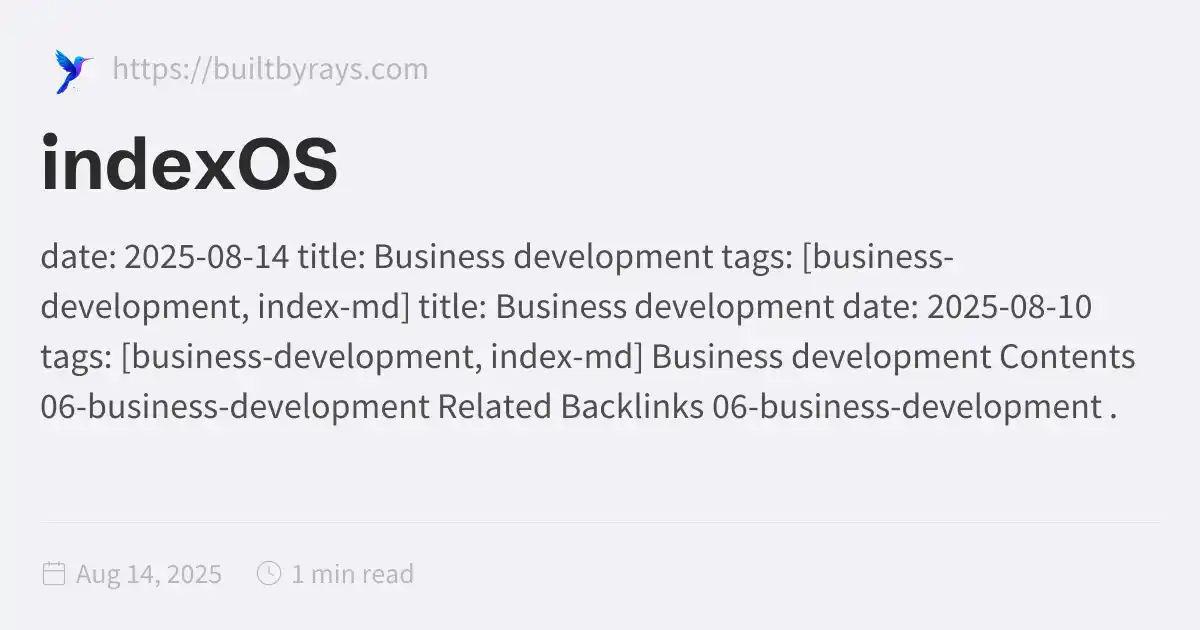 https://builtbyrays.com
indexOS
date: 2025-08-14 title: Business development tags: [business-
development, index-md] title: Business development date: 2025-08-10
tags: [business-development, index-md] Business development Contents
06-business-development Related Backlinks 06-business-development .
Aug 14, 2025 1 min read